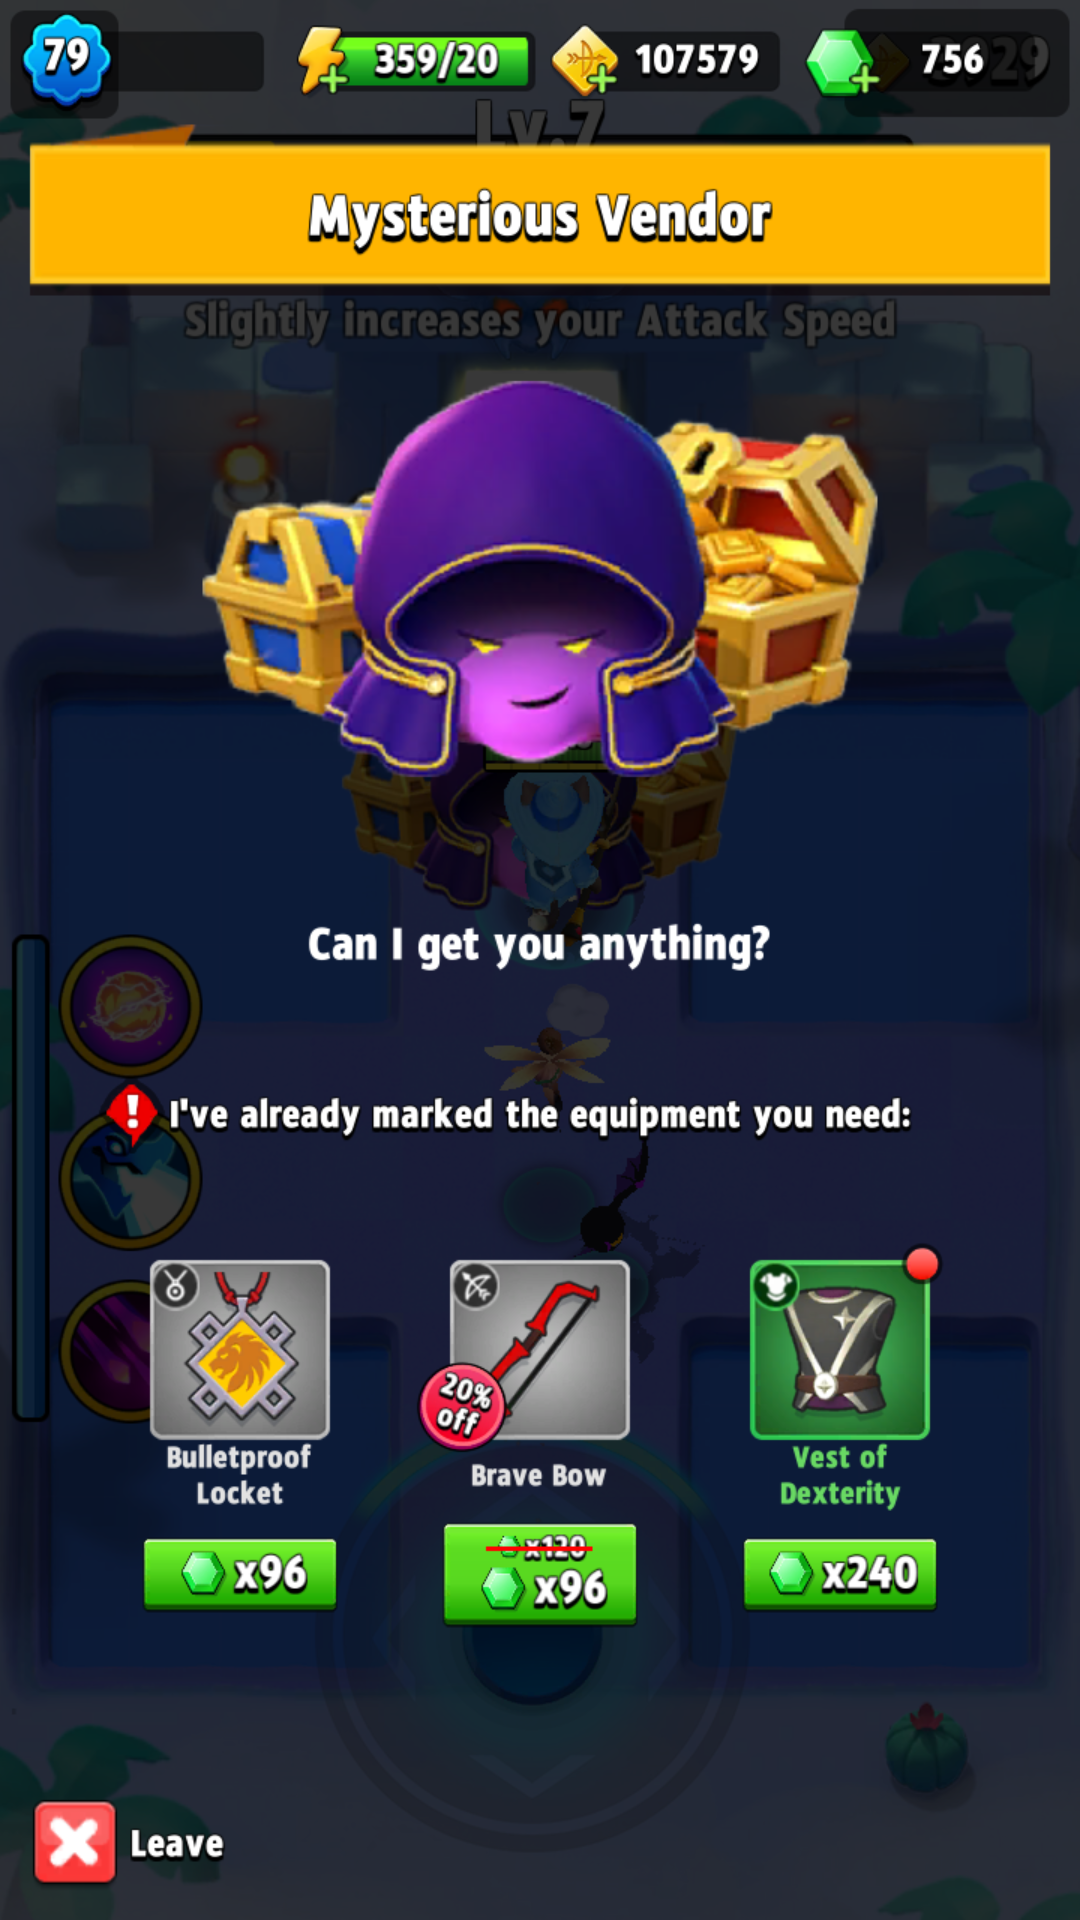 79
359/20
107579
756
3929
Lv.7
Mysterious Vendor
Slightly increases your Attack Speed
Can I get you anything?
! I've already marked the equipment you need:
20%
off
Bulletproof
Locket
Brave Bow
Vest of
Dexterity
x96
x120
x96
x240
Leave